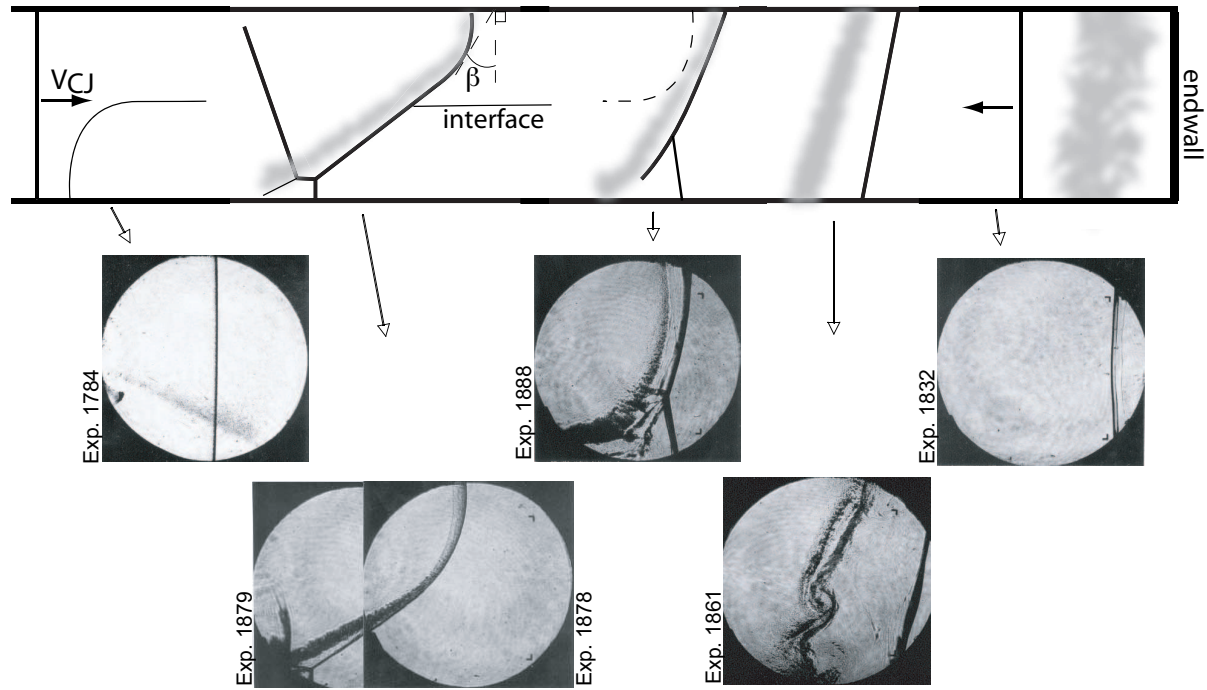 VCJ
β
interface
endwall
Exp. 1784
Exp. 1888
Exp. 1832
Exp. 1879
Exp. 1878
Exp. 1861